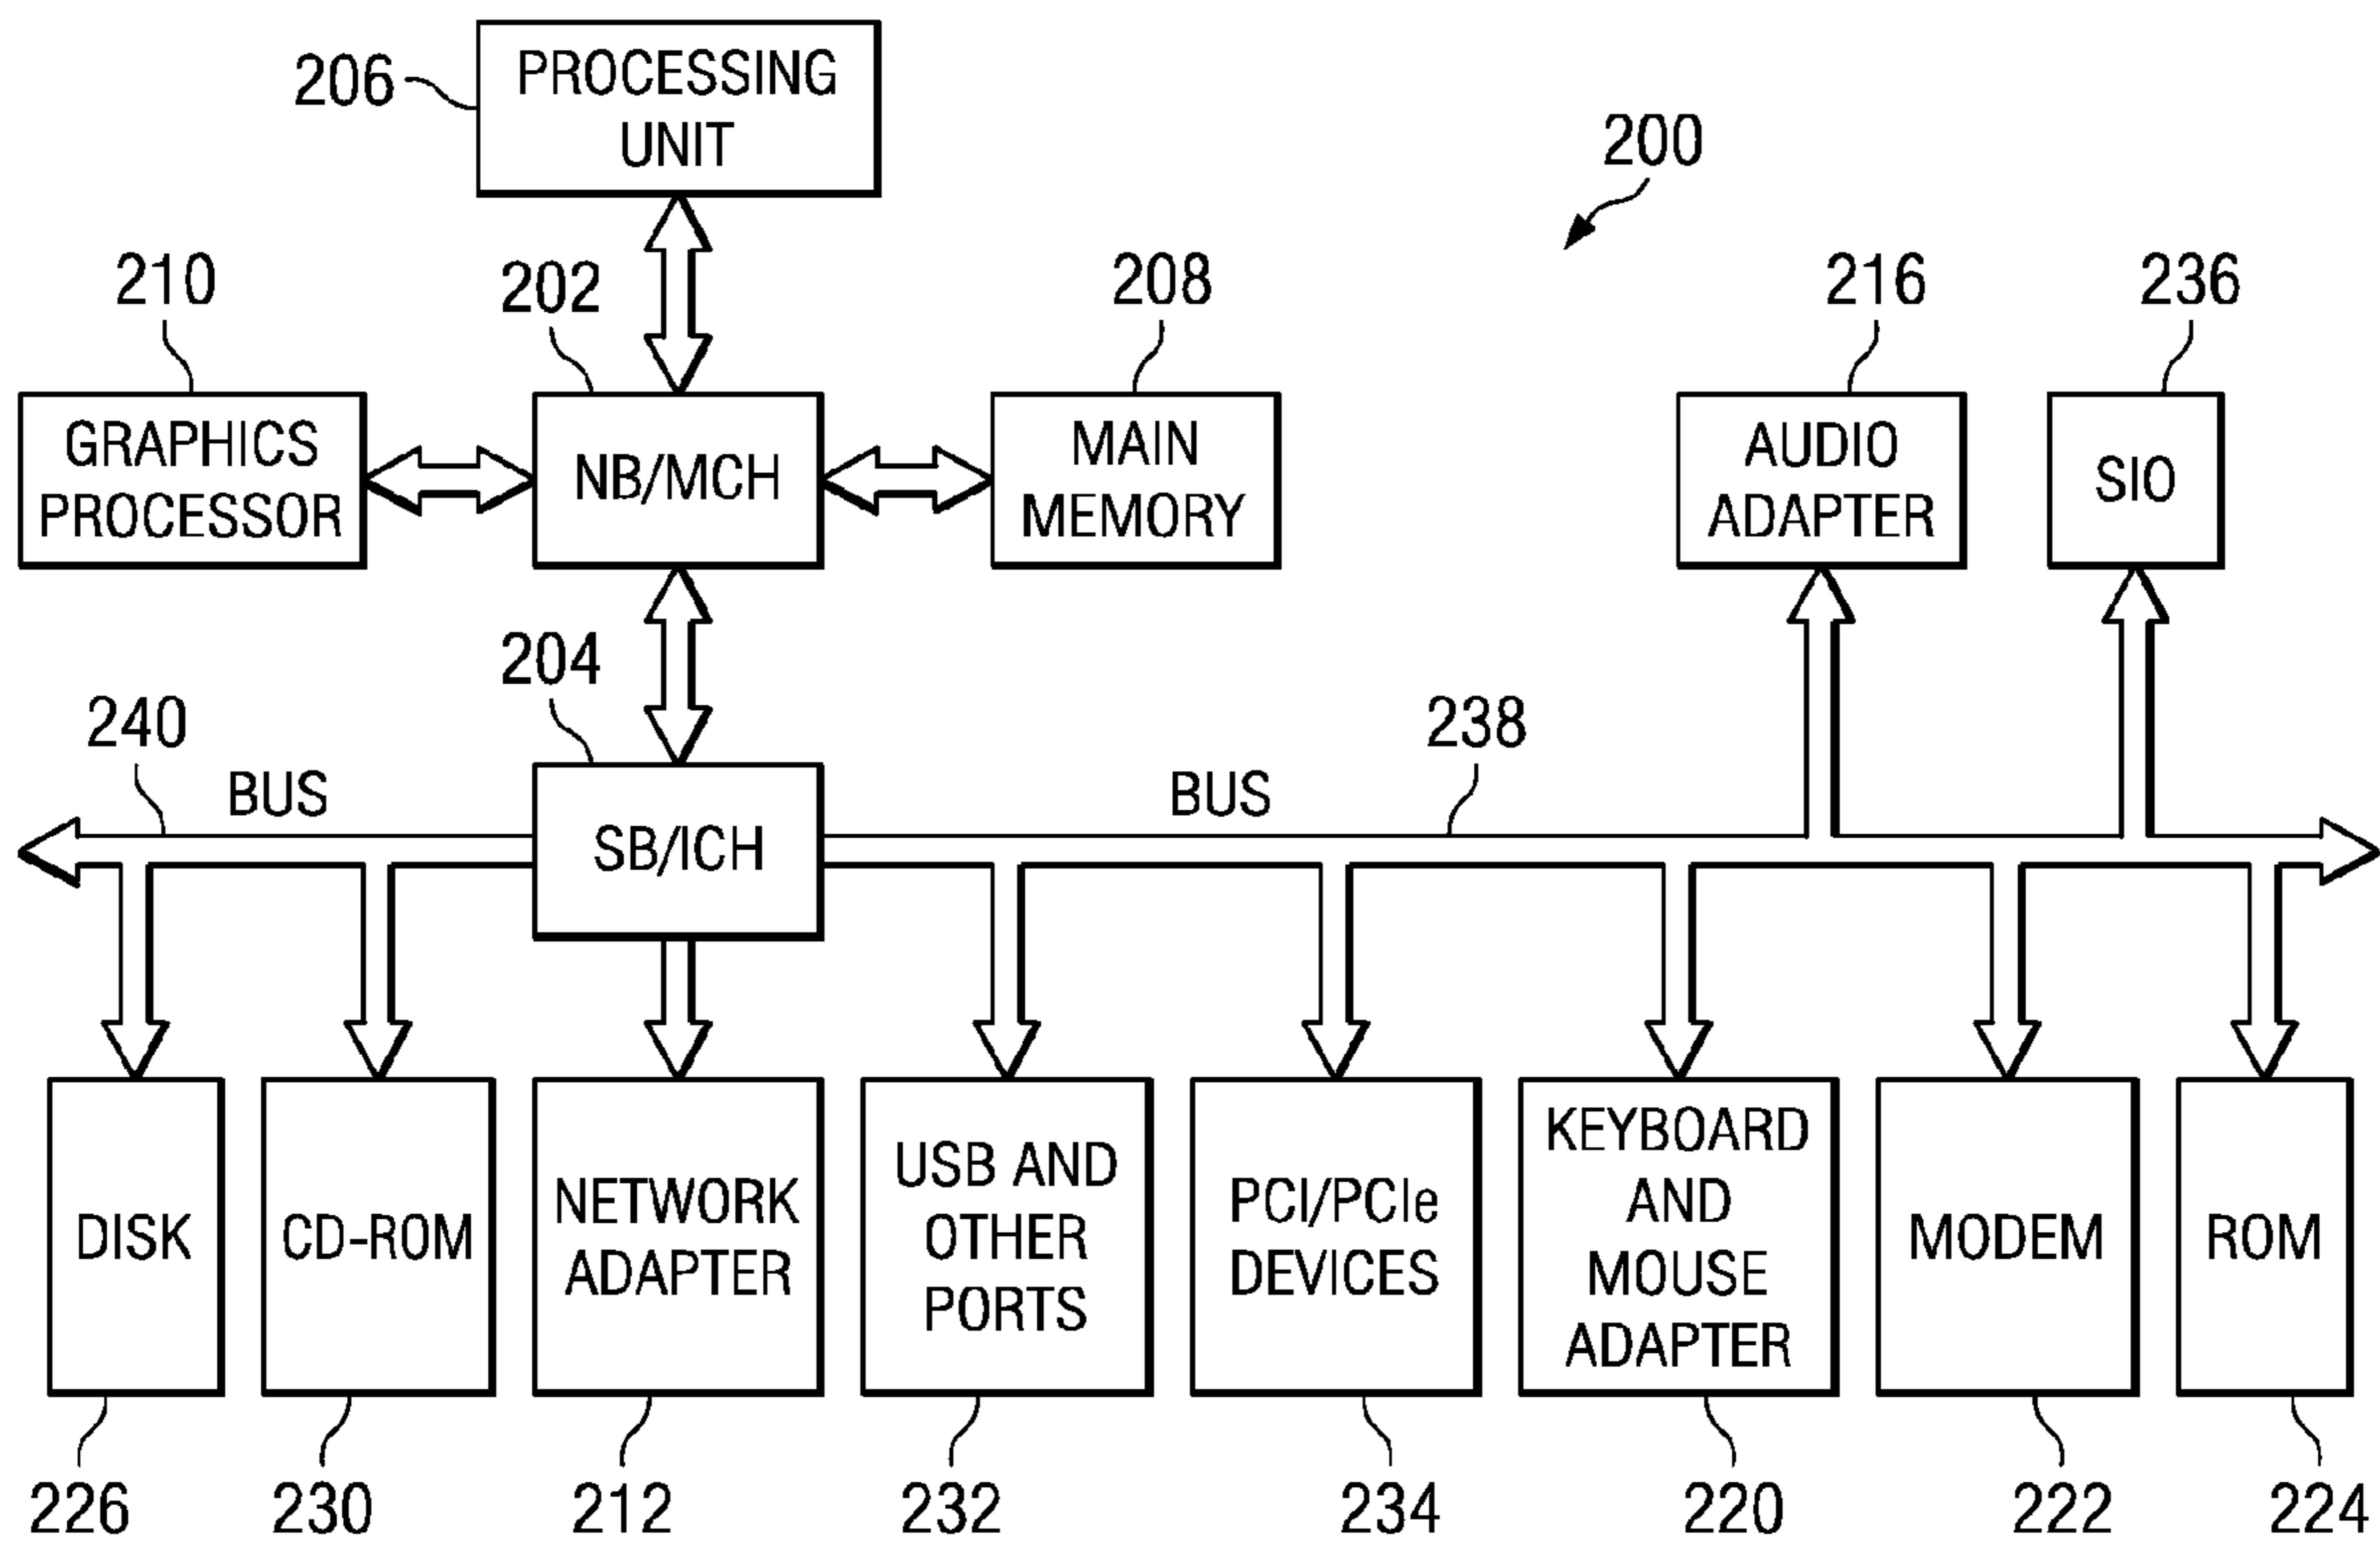 206
PROCESSING
UNIT
200
210
202
208
216
236
GRAPHICS
PROCESSOR
NB/MCH
MAIN
MEMORY
AUDIO
ADAPTER
SIO
204
240
BUS
SB/ICH
BUS
238
DISK
CD-ROM
NETWORK
ADAPTER
USB AND
OTHER
PORTS
PCI/PCIe
DEVICES
KEYBOARD
AND
MOUSE
ADAPTER
MODEM
ROM
226
230
212
232
234
220
222
224